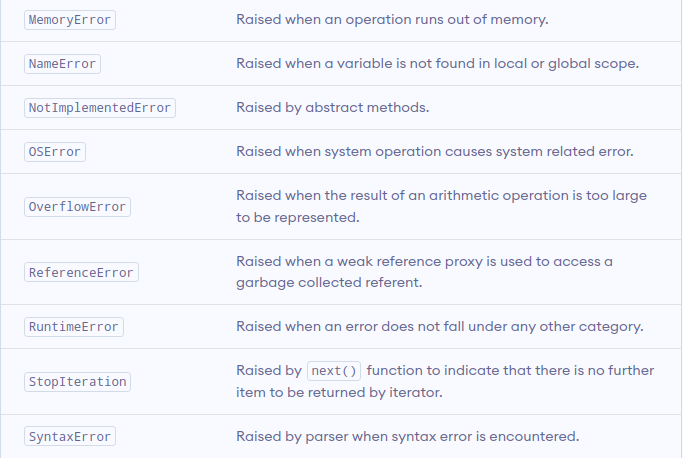 MemoryError Raised when an operation runs out of memory.
NameError Raised when a variable is not found in local or global scope.
NotImplementedError Raised by abstract methods.
OSError Raised when system operation causes system related error.
OverflowError Raised when the result of an arithmetic operation is too large
to be represented.
ReferenceError Raised when a weak reference proxy is used to access a
garbage collected referent.
RuntimeError Raised when an error does not fall under any other category.
StopIteration Raised by next() function to indicate that there is no further
item to be returned by iterator.
SyntaxError Raised by parser when syntax error is encountered.